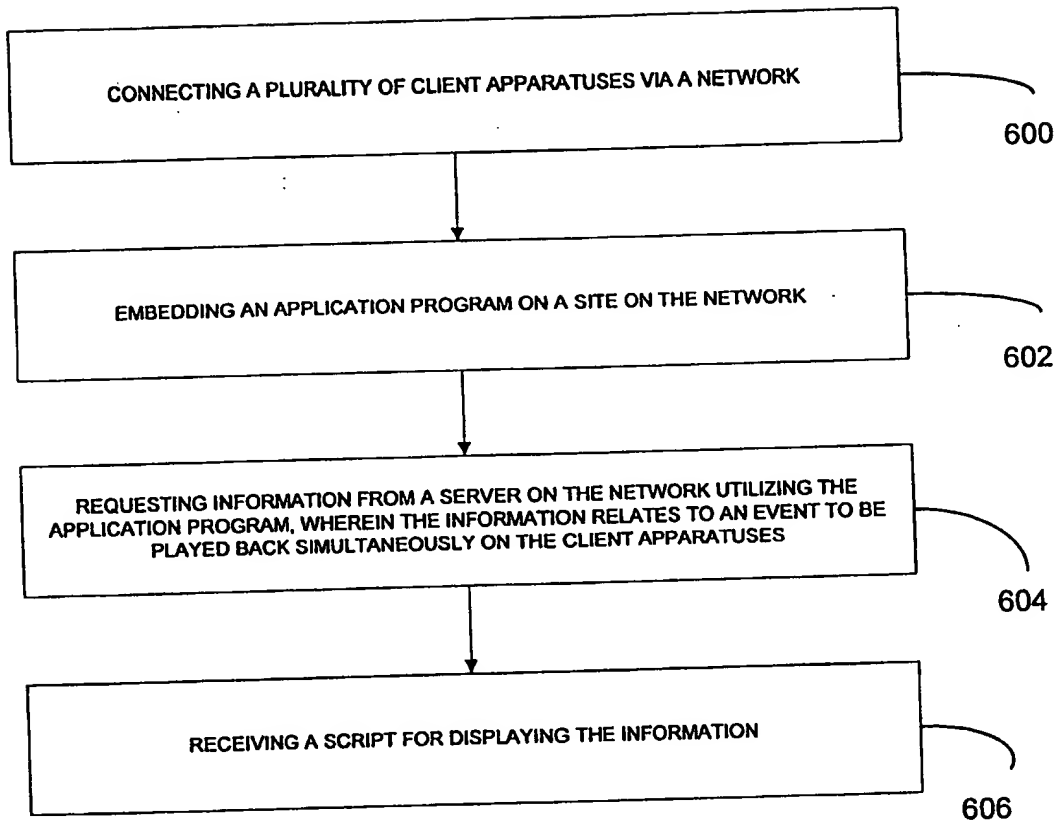 CONNECTING A PLURALITY OF CLIENT APPARATUSES VIA A NETWORK
600
EMBEDDING AN APPLICATION PROGRAM ON A SITE ON THE NETWORK
602
REQUESTING INFORMATION FROM A SERVER ON THE NETWORK UTILIZING THE
APPLICATION PROGRAM, WHEREIN THE INFORMATION RELATES TO AN EVENT TO BE
PLAYED BACK SIMULTANEOUSLY ON THE CLIENT APPARATUSES
604
RECEIVING A SCRIPT FOR DISPLAYING THE INFORMATION
606